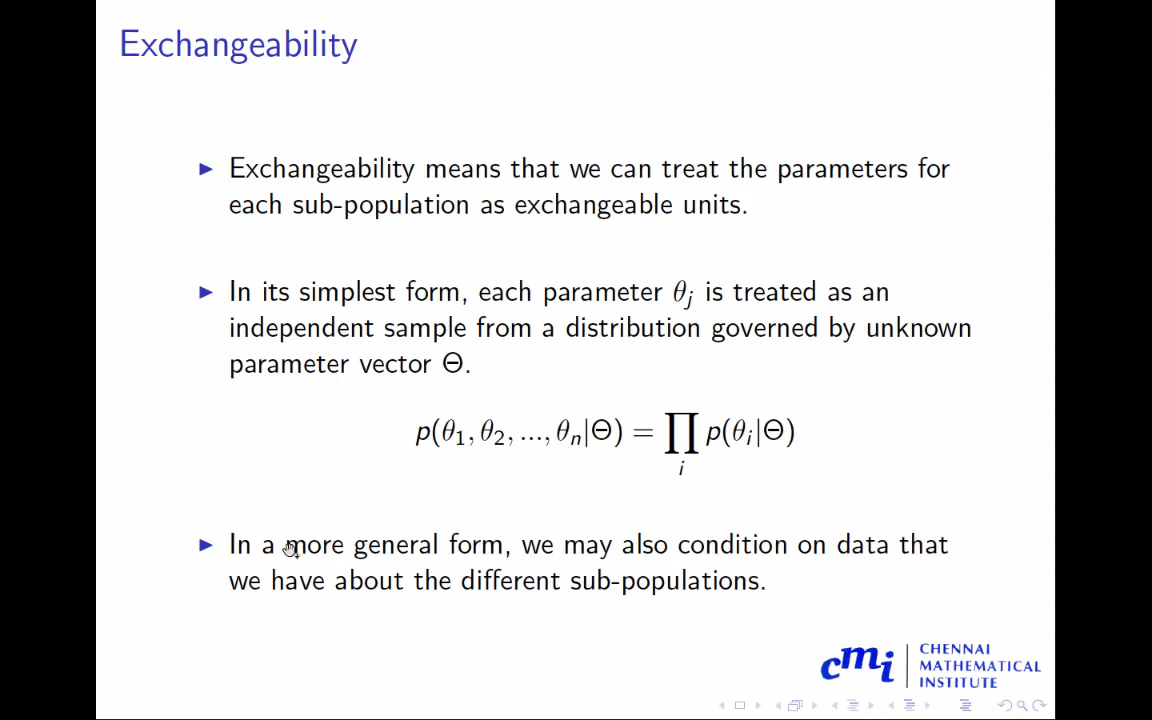 Exchangeability
▶ Exchangeability means that we can treat the parameters for
each sub-population as exchangeable units.
▶ In its simplest form, each parameter θ_j is treated as an
independent sample from a distribution governed by unknown
parameter vector Θ.
p(θ_1, θ_2, ..., θ_n|Θ) = ∏_i p(θ_i|Θ)
▶ In a more general form, we may also condition on data that
we have about the different sub-populations.
cmi
CHENNAI
MATHEMATICAL
INSTITUTE